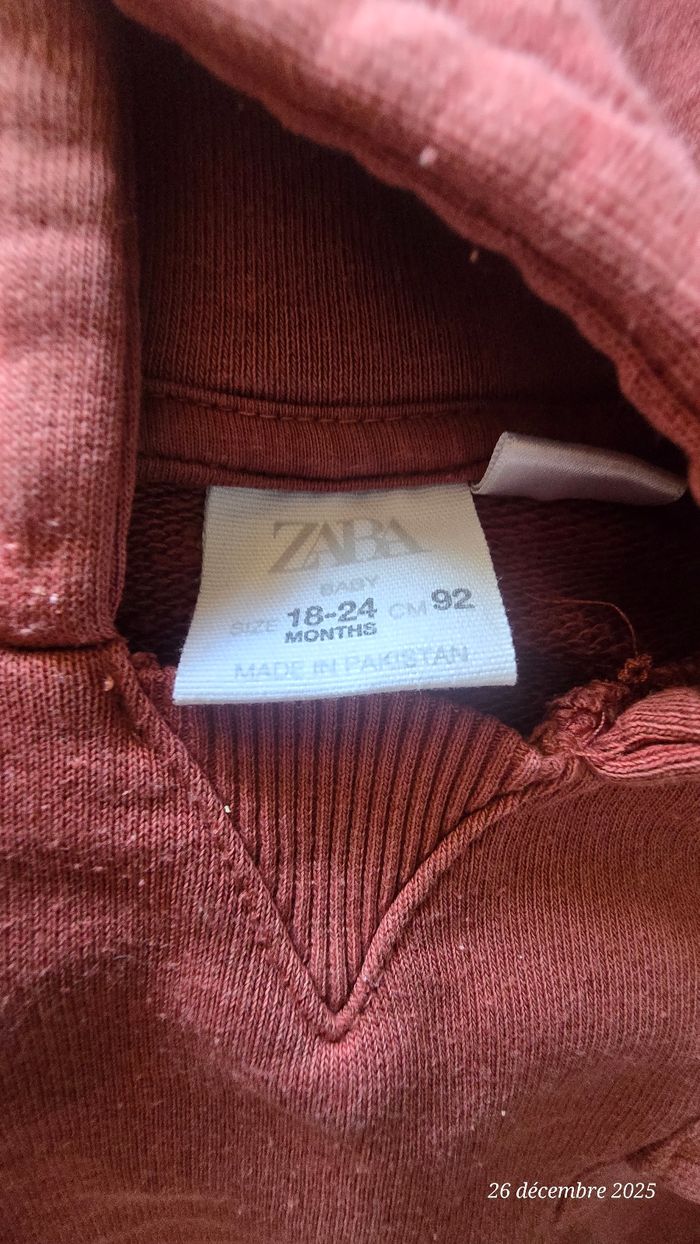 ZARA
BABY
SIZE 18-24 CM 92
MONTHS
MADE IN PAKISTAN
26 décembre 2025